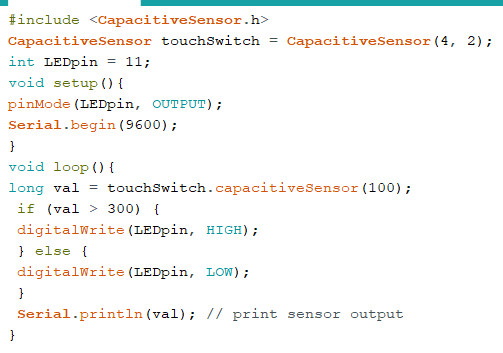 #include <CapacitiveSensor.h>
CapacitiveSensor touchSwitch = CapacitiveSensor(4, 2);
int LEDpin = 11;
void setup(){
pinMode(LEDpin, OUTPUT);
Serial.begin(9600);
}
void loop(){
long val = touchSwitch.capacitiveSensor(100);
if (val > 300) {
digitalWrite(LEDpin, HIGH);
} else {
digitalWrite(LEDpin, LOW);
}
Serial.println(val); // print sensor output
}